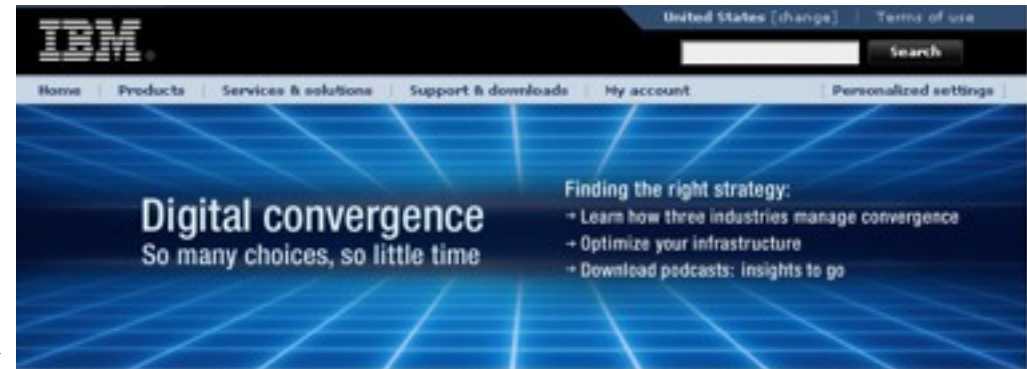 United States [change] | Terms of use
IBM®
Search
Home | Products | Services & solutions | Support & downloads | My account [ Personalized settings ]
Digital convergence
So many choices, so little time
Finding the right strategy:
→ Learn how three industries manage convergence
→ Optimize your infrastructure
→ Download podcasts: insights to go